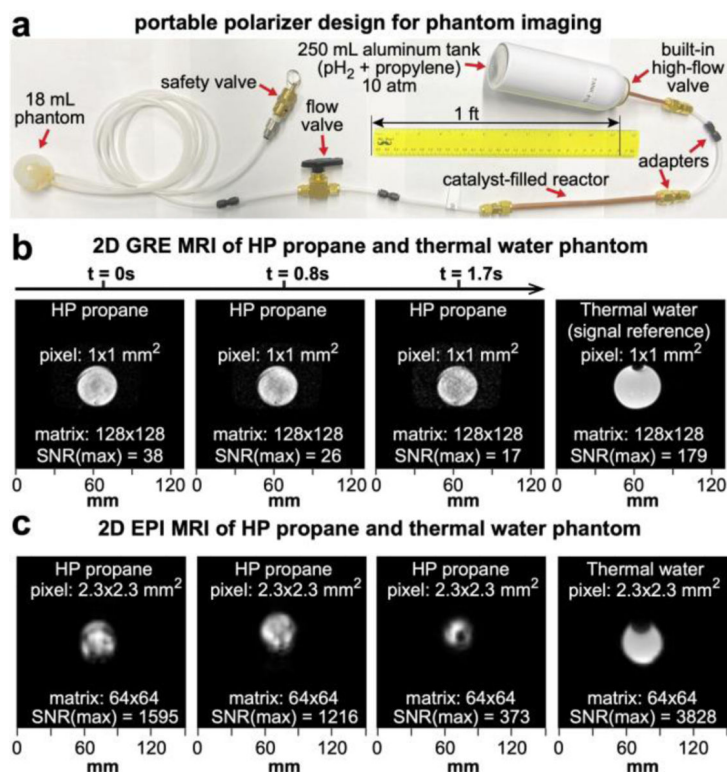 a portable polarizer design for phantom imaging
250 mL aluminum tank
(pH2 + propylene)
10 atm
built-in
high-flow
valve
safety valve
18 mL
phantom
flow
valve
1 ft
adapters
catalyst-filled reactor
b 2D GRE MRI of HP propane and thermal water phantom
t = 0s t = 0.8s t = 1.7s
HP propane HP propane HP propane Thermal water
(signal reference)
pixel: 1x1 mm2 pixel: 1x1 mm2 pixel: 1x1 mm2 pixel: 1x1 mm2
matrix: 128x128 matrix: 128x128 matrix: 128x128 matrix: 128x128
SNR(max) = 38 SNR(max) = 26 SNR(max) = 17 SNR(max) = 179
0 60 120 0 60 120 0 60 120 0 60 120
mm mm mm mm
c 2D EPI MRI of HP propane and thermal water phantom
HP propane HP propane HP propane Thermal water
pixel: 2.3x2.3 mm2 pixel: 2.3x2.3 mm2 pixel: 2.3x2.3 mm2 pixel: 2.3x2.3 mm2
matrix: 64x64 matrix: 64x64 matrix: 64x64 matrix: 64x64
SNR(max) = 1595 SNR(max) = 1216 SNR(max) = 373 SNR(max) = 3828
0 60 120 0 60 120 0 60 120 0 60 120
mm mm mm mm